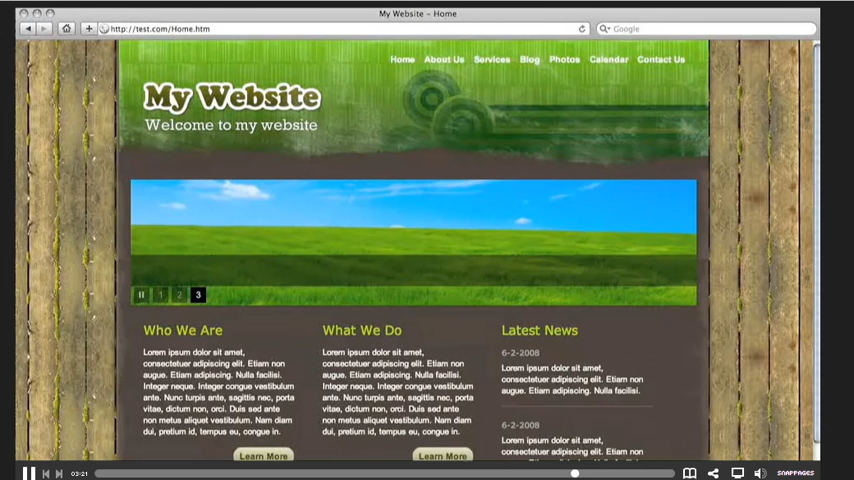 My Website – Home
http://test.com/Home.htm
Google
Home About Us Services Blog Photos Calendar Contact Us
My Website
Welcome to my website
1 2 3
Who We Are
Lorem ipsum dolor sit amet,
consectetuer adipiscing elit. Etiam non
augue. Etiam adipiscing. Nulla facilisi.
Integer neque. Integer congue vestibulum
ante. Nunc turpis ante, sagittis nec, porta
vitae, dictum non, orci. Duis sed ante
non metus aliquet vestibulum. Nam diam
dui, pretium id, tempus eu, congue in.
Learn More
What We Do
Lorem ipsum dolor sit amet,
consectetuer adipiscing elit. Etiam non
augue. Etiam adipiscing. Nulla facilisi.
Integer neque. Integer congue vestibulum
ante. Nunc turpis ante, sagittis nec, porta
vitae, dictum non, orci. Duis sed ante
non metus aliquet vestibulum. Nam diam
dui, pretium id, tempus eu, congue in.
Learn More
Latest News
6-2-2008
Lorem ipsum dolor sit amet,
consectetuer adipiscing elit. Etiam non
augue. Etiam adipiscing. Nulla facilisi.
6-2-2008
Lorem ipsum dolor sit amet,
03:21
SNAPPAGES